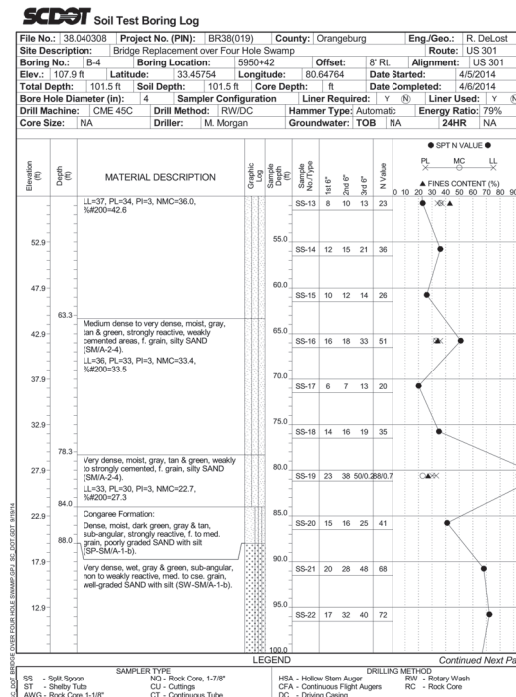 SCDOT Soil Test Boring Log
File No.: 38.040308 Project No. (PIN): BR38(019) County: Orangeburg Eng./Geo.: R. DeLost
Site Description: Bridge Replacement over Four Hole Swamp Route: US 301
Boring No.: B-4 Boring Location: 5950+42 Offset: 8' RL Alignment: US 301
Elev.: 107.9 ft Latitude: 33.45754 Longitude: 80.64764 Date Started: 4/5/2014
Total Depth: 101.5 ft Soil Depth: 101.5 ft Core Depth: ft Date Completed: 4/6/2014
Bore Hole Diameter (in): 4 Sampler Configuration Liner Required: Y N Liner Used: Y N
Drill Machine: CME 45C Drill Method: RW/DC Hammer Type: Automatic Energy Ratio: 79%
Core Size: NA Driller: M. Morgan Groundwater: TOB NA 24HR NA
Elevation (ft)
Depth (ft)
MATERIAL DESCRIPTION
Graphic Log
Sample Depth (ft)
Sample No./Type
1st 6"
2nd 6"
3rd 6"
N Value
● SPT N VALUE ●
PL MC LL
▲ FINES CONTENT (%)
0 10 20 30 40 50 60 70 80 90
LL=37, PL=34, PI=3, NMC=36.0,
%#200=42.6
SS-13 8 10 13 23
52.9
55.0
SS-14 12 15 21 36
47.9
60.0
SS-15 10 12 14 26
63.3
Medium dense to very dense, moist, gray,
tan & green, strongly reactive, weakly
cemented areas, f. grain, silty SAND
(SM/A-2-4).
LL=36, PL=33, PI=3, NMC=33.4,
%#200=33.5
42.9
65.0
SS-16 16 18 33 51
37.9
70.0
SS-17 6 7 13 20
32.9
75.0
SS-18 14 16 19 35
78.3
Very dense, moist, gray, tan & green, weakly
to strongly cemented, f. grain, silty SAND
(SM/A-2-4).
LL=33, PL=30, PI=3, NMC=22.7,
%#200=27.3
27.9
80.0
SS-19 23 38 50/0.2 88/0.7
84.0
Congaree Formation:
Dense, moist, dark green, gray & tan,
sub-angular, strongly reactive, f. to med.
grain, poorly graded SAND with silt
(SP-SM/A-1-b).
22.9
85.0
SS-20 15 16 25 41
88.0
Very dense, wet, gray & green, sub-angular,
non to weakly reactive, med. to cse. grain,
well-graded SAND with silt (SW-SM/A-1-b).
17.9
90.0
SS-21 20 28 48 68
12.9
95.0
SS-22 17 32 40 72
100.0
BRIDGE OVER FOUR HOLE SWAMP.GPJ SC_DOT.GDT 9/19/14
LEGEND
Continued Next Pa
SAMPLER TYPE
SS - Split Spoon NQ - Rock Core, 1-7/8"
ST - Shelby Tube CU - Cuttings
AWG - Rock Core, 1-1/8" CT - Continuous Tube
DRILLING METHOD
HSA - Hollow Stem Auger RW - Rotary Wash
CFA - Continuous Flight Augers RC - Rock Core
DC - Driving Casing